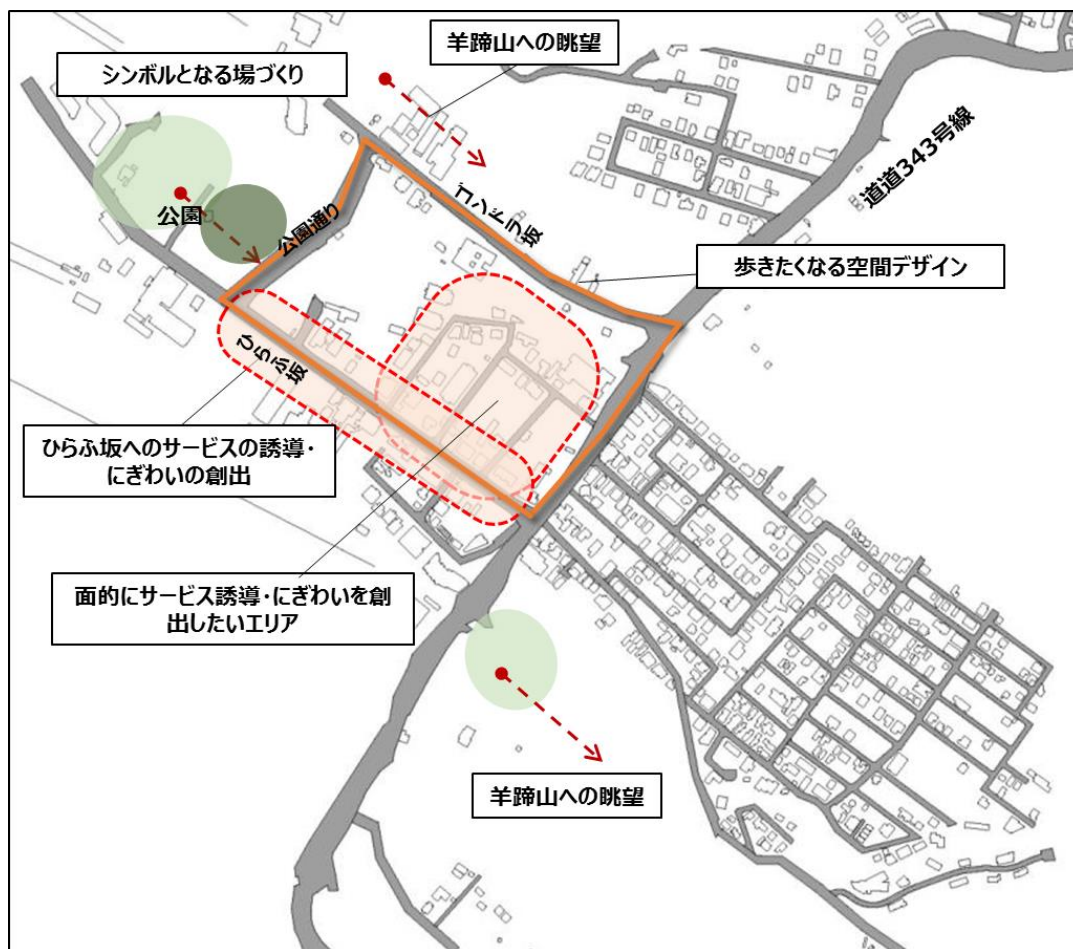 羊蹄山への眺望
シンボルとなる場づくり
道道343号線
ゴンドラ坂
公園
公園通り
歩きたくなる空間デザイン
ひらふ坂
ひらふ坂へのサービスの誘導・
にぎわいの創出
面的にサービス誘導・にぎわいを創
出したいエリア
羊蹄山への眺望